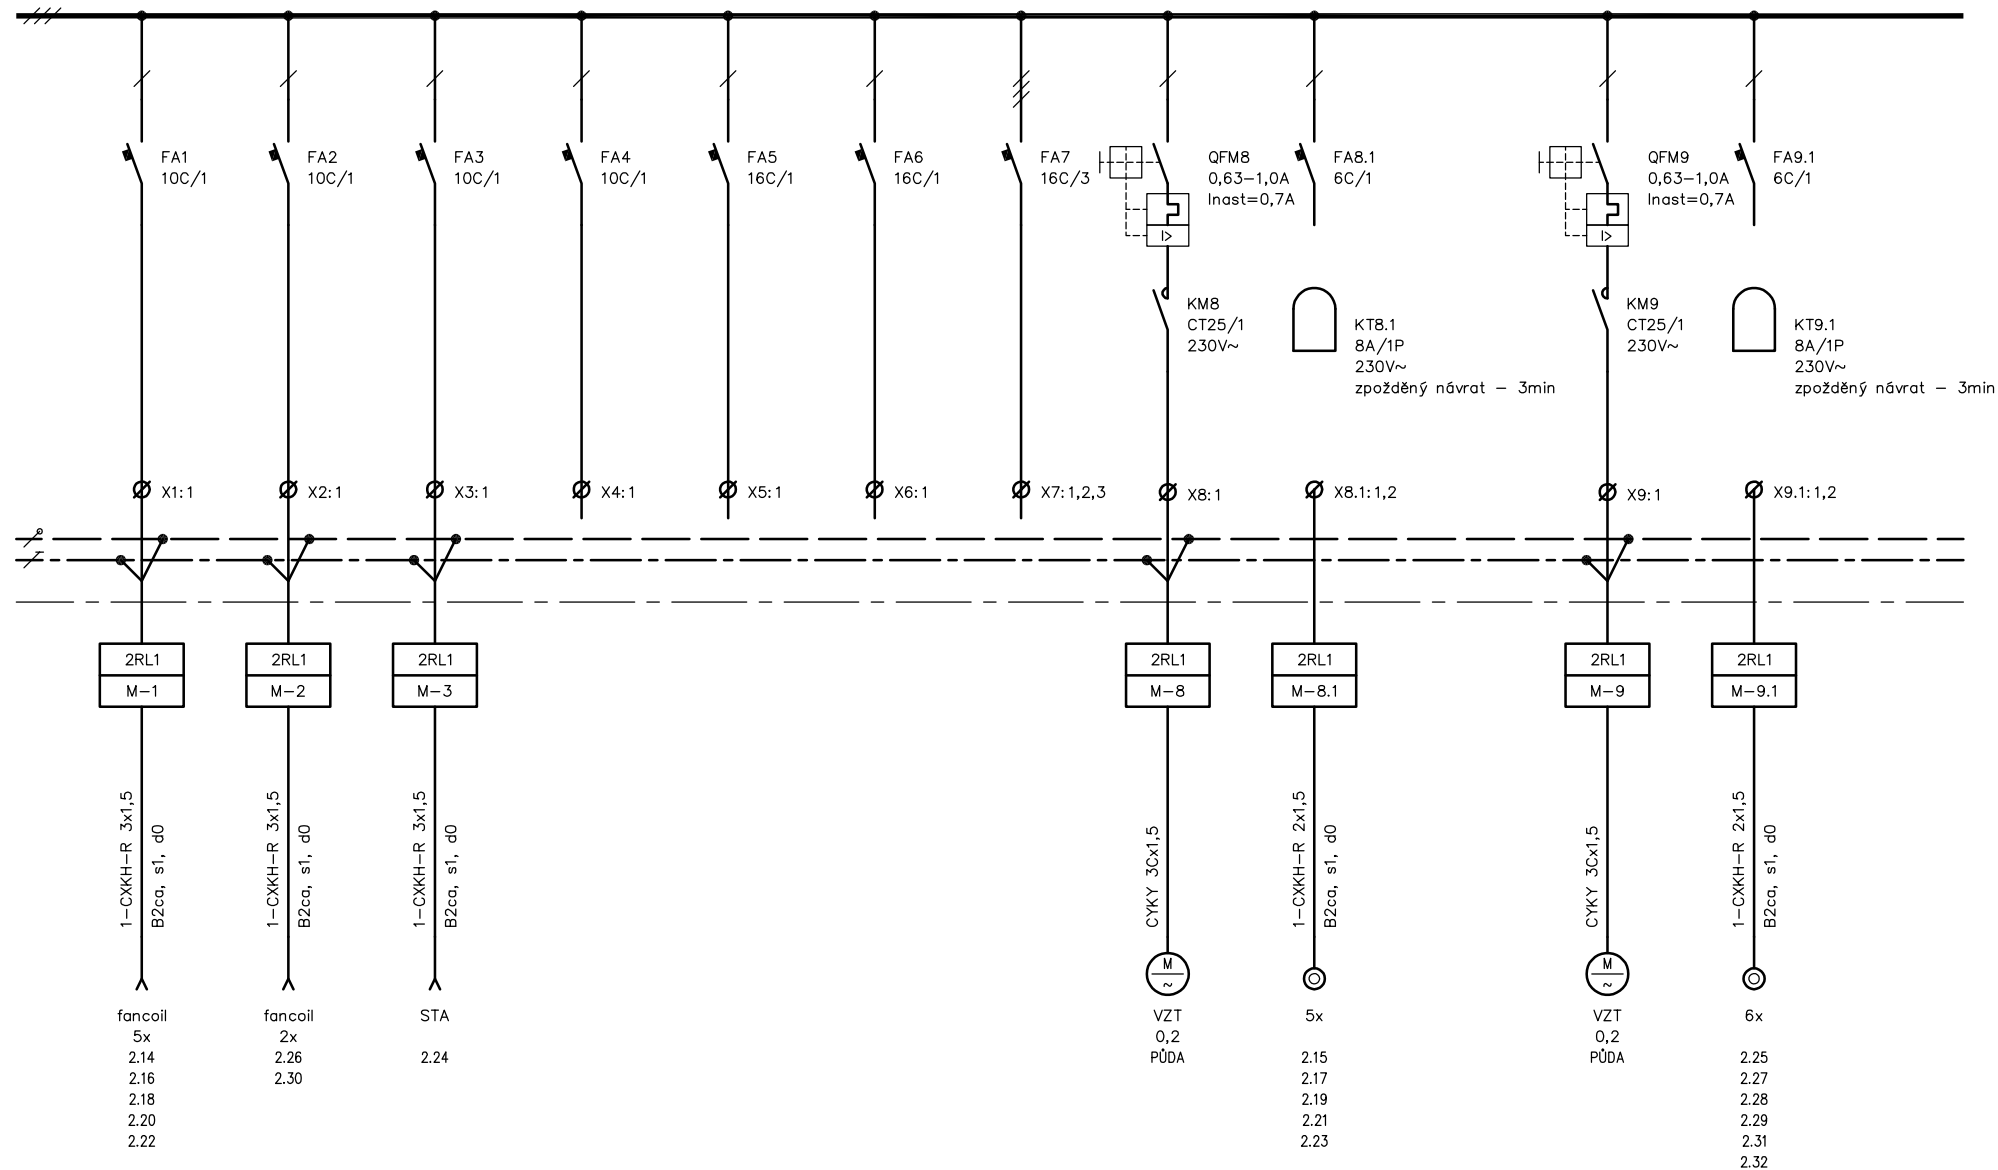 FA1
10C/1
FA2
10C/1
FA3
10C/1
FA4
10C/1
FA5
16C/1
FA6
16C/1
FA7
16C/3
QFM8
0,63–1,0A
Inast=0,7A
I>
FA8.1
6C/1
QFM9
0,63–1,0A
Inast=0,7A
I>
FA9.1
6C/1
KM8
CT25/1
230V~
KT8.1
8A/1P
230V~
zpožděný návrat – 3min
KM9
CT25/1
230V~
KT9.1
8A/1P
230V~
zpožděný návrat – 3min
X1:1
X2:1
X3:1
X4:1
X5:1
X6:1
X7:1,2,3
X8:1
X8.1:1,2
X9:1
X9.1:1,2
2RL1
M–1
2RL1
M–2
2RL1
M–3
2RL1
M–8
2RL1
M–8.1
2RL1
M–9
2RL1
M–9.1
1–CXKH–R 3x1,5
B2ca, s1, d0
1–CXKH–R 3x1,5
B2ca, s1, d0
1–CXKH–R 3x1,5
B2ca, s1, d0
CYKY 3Cx1,5
1–CXKH–R 2x1,5
B2ca, s1, d0
CYKY 3Cx1,5
1–CXKH–R 2x1,5
B2ca, s1, d0
fancoil
5x
2.14
2.16
2.18
2.20
2.22
fancoil
2x
2.26
2.30
STA
2.24
M
~
VZT
0,2
PŮDA
5x
2.15
2.17
2.19
2.21
2.23
M
~
VZT
0,2
PŮDA
6x
2.25
2.27
2.28
2.29
2.31
2.32